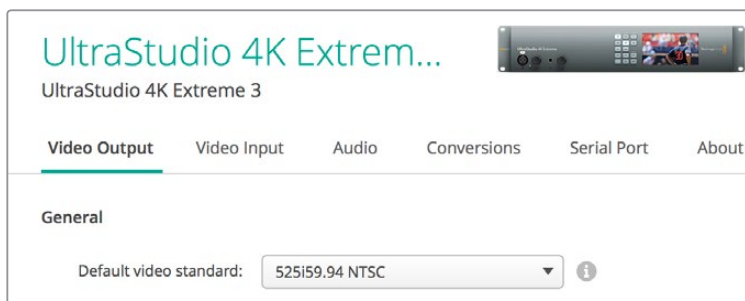 UltraStudio 4K Extrem...
UltraStudio 4K Extreme 3
Video Output Video Input Audio Conversions Serial Port About
General
Default video standard: 525i59.94 NTSC